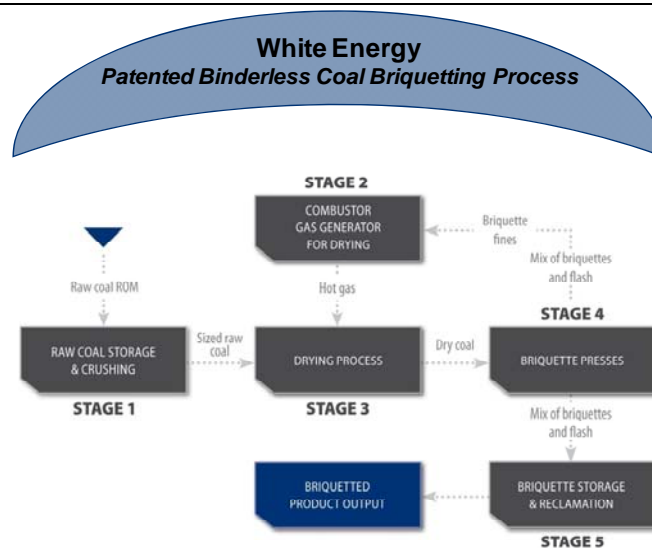 White Energy
Patented Binderless Coal Briquetting Process
STAGE 2
COMBUSTOR
GAS GENERATOR
FOR DRYING
Briquette
fines
Mix of briquettes
and flash
Raw coal ROM
Hot gas
STAGE 4
RAW COAL STORAGE
& CRUSHING
Sized raw
coal
DRYING PROCESS
Dry coal
BRIQUETTE PRESSES
STAGE 1
STAGE 3
Mix of briquettes
and flash
BRIQUETTED
PRODUCT OUTPUT
BRIQUETTE STORAGE
& RECLAMATION
STAGE 5